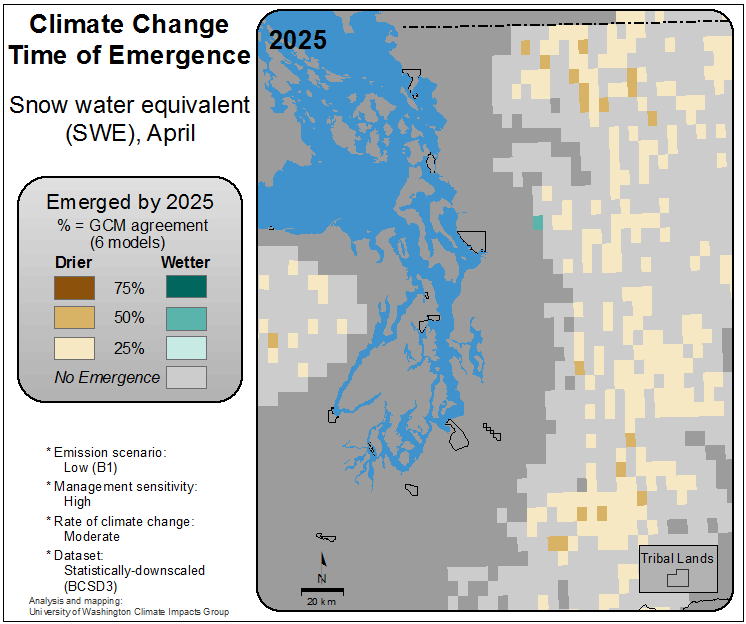 Climate Change
Time of Emergence
Snow water equivalent
(SWE), April
Emerged by 2025
% = GCM agreement
(6 models)
Drier Wetter
75%
50%
25%
No Emergence
* Emission scenario:
Low (B1)
* Management sensitivity:
High
* Rate of climate change:
Moderate
* Dataset:
Statistically-downscaled
(BCSD3)
Analysis and mapping:
University of Washington Climate Impacts Group
2025
N
20 km
Tribal Lands